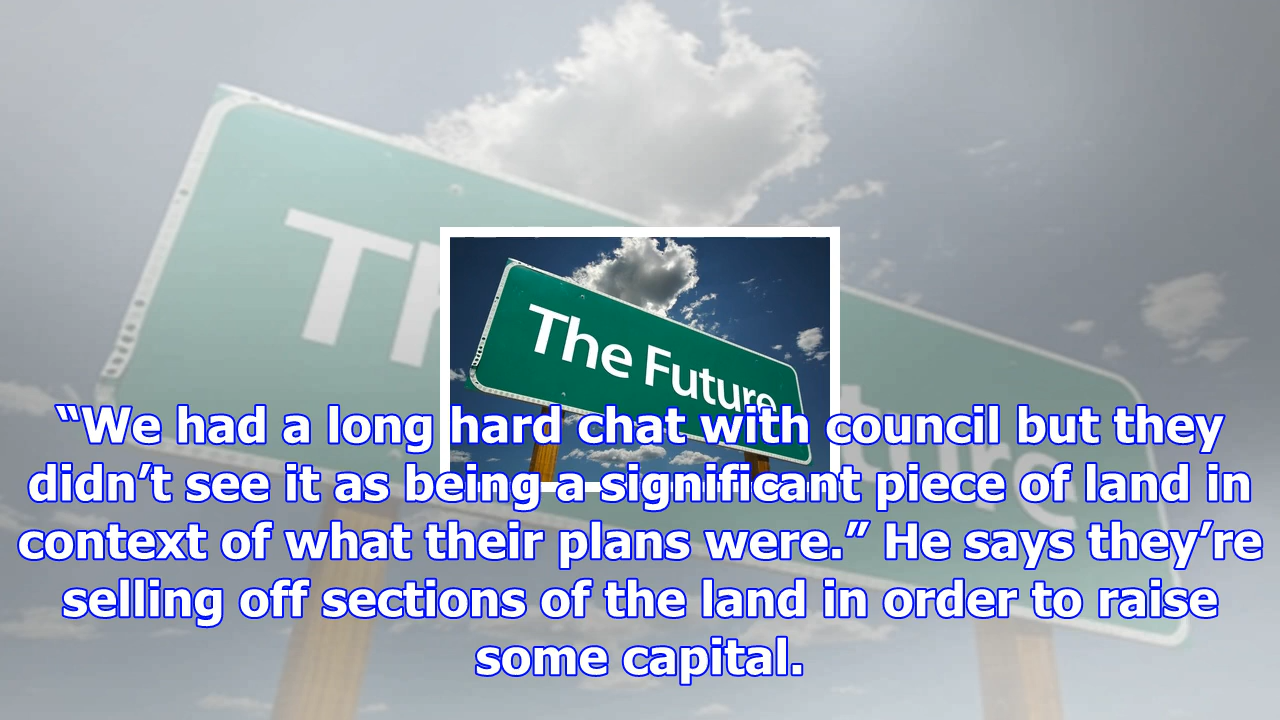 The Future
“We had a long hard chat with council but they
didn’t see it as being a significant piece of land in
context of what their plans were.” He says they’re
selling off sections of the land in order to raise
some capital.